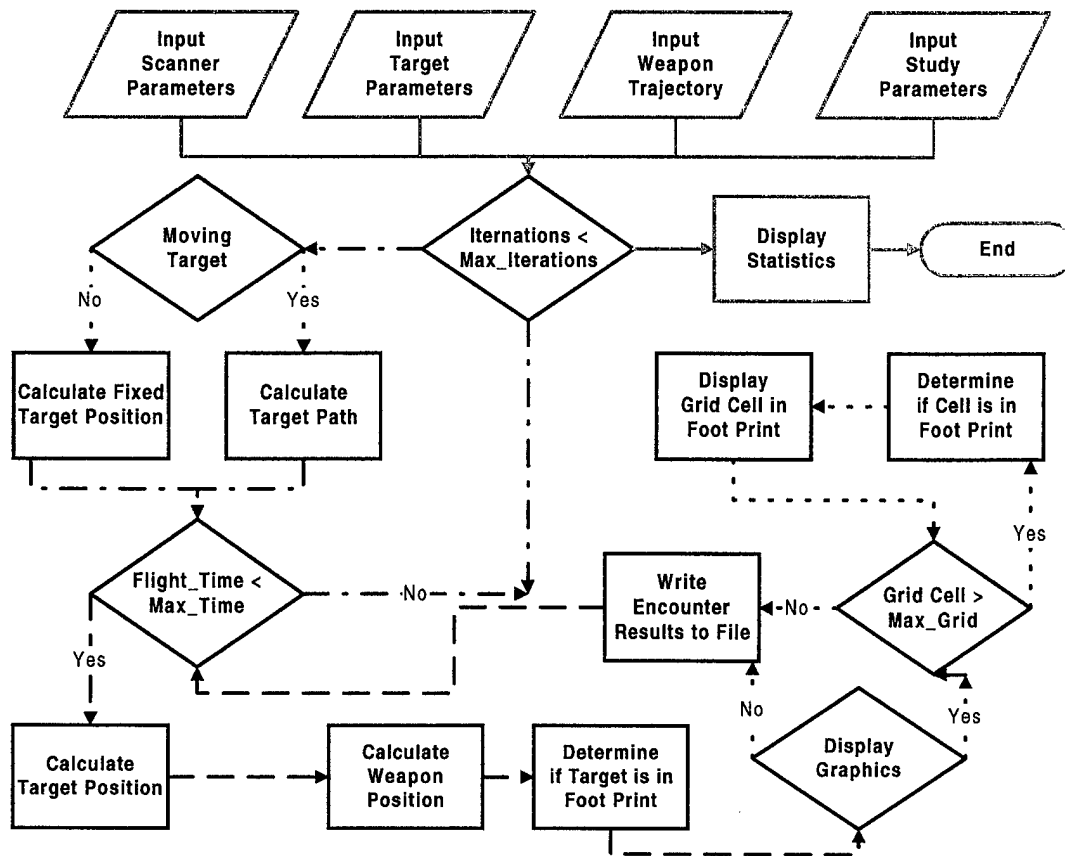 Input
Scanner
Parameters
Input
Target
Parameters
Input
Weapon
Trajectory
Input
Study
Parameters
Moving
Target
Iternations <
Max_Iterations
Display
Statistics
End
No
Yes
Calculate Fixed
Target Position
Calculate
Target Path
Display
Grid Cell in
Foot Print
Determine
if Cell is in
Foot Print
Yes
Flight_Time <
Max_Time
No
Write
Encounter
Results to File
No
Grid Cell >
Max_Grid
Yes
No
Yes
Calculate
Target Position
Calculate
Weapon
Position
Determine
if Target is in
Foot Print
Display
Graphics